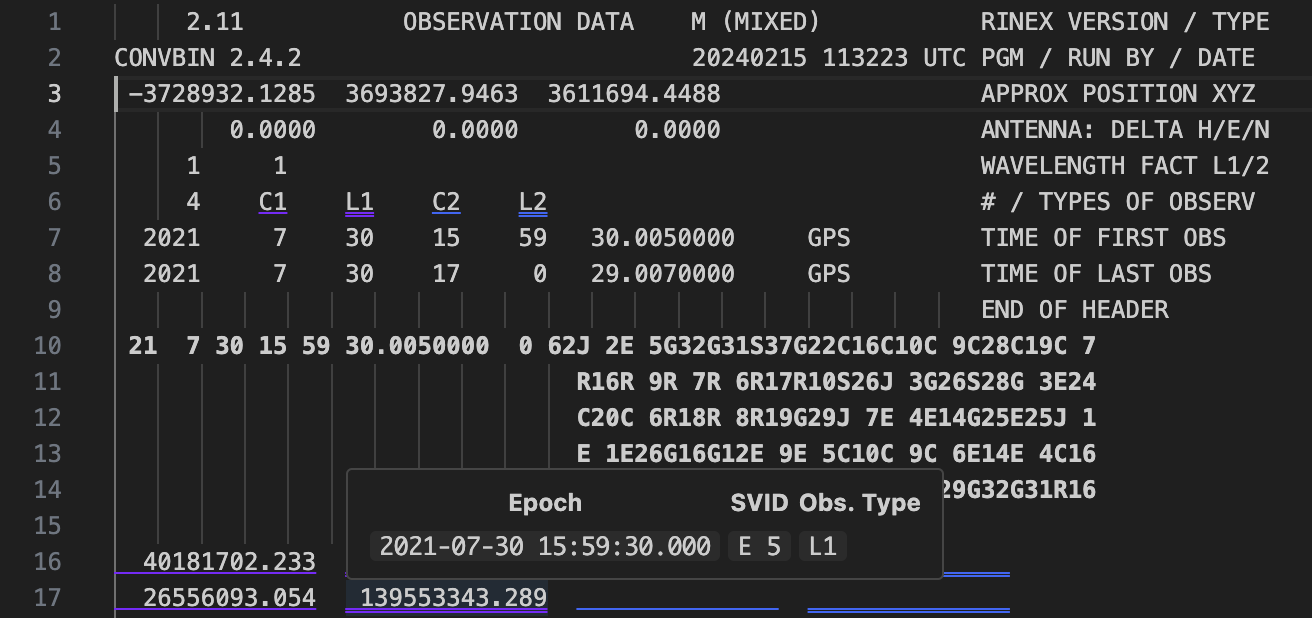 1 2.11 OBSERVATION DATA M (MIXED) RINEX VERSION / TYPE
2 CONVBIN 2.4.2 20240215 113223 UTC PGM / RUN BY / DATE
3 -3728932.1285 3693827.9463 3611694.4488 APPROX POSITION XYZ
4 0.0000 0.0000 0.0000 ANTENNA: DELTA H/E/N
5 1 1 WAVELENGTH FACT L1/2
6 4 C1 L1 C2 L2 # / TYPES OF OBSERV
7 2021 7 30 15 59 30.0050000 GPS TIME OF FIRST OBS
8 2021 7 30 17 0 29.0070000 GPS TIME OF LAST OBS
9 END OF HEADER
10 21 7 30 15 59 30.0050000 0 62J 2E 5G32G31S37G22C16C10C 9C28C19C 7
11 R16R 9R 7R 6R17R10S26J 3G26S28G 3E24
12 C20C 6R18R 8R19G29J 7E 4E14G25E25J 1
13 E 1E26G16G12E 9E 5C10C 9C 6E14E 4C16
14 29G32G31R16
Epoch SVID Obs. Type
15
2021-07-30 15:59:30.000 E 5 L1
16 40181702.233
17 26556093.054 139553343.289